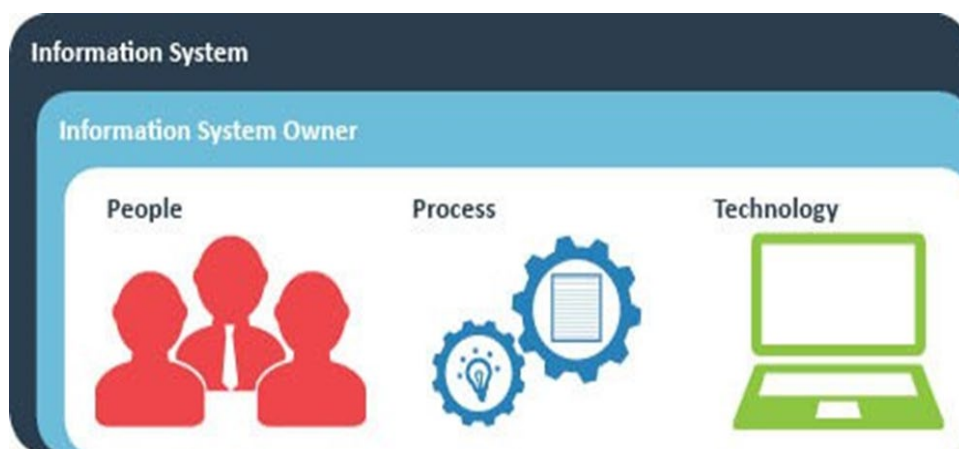 Information System
Information System Owner
People
Process
Technology